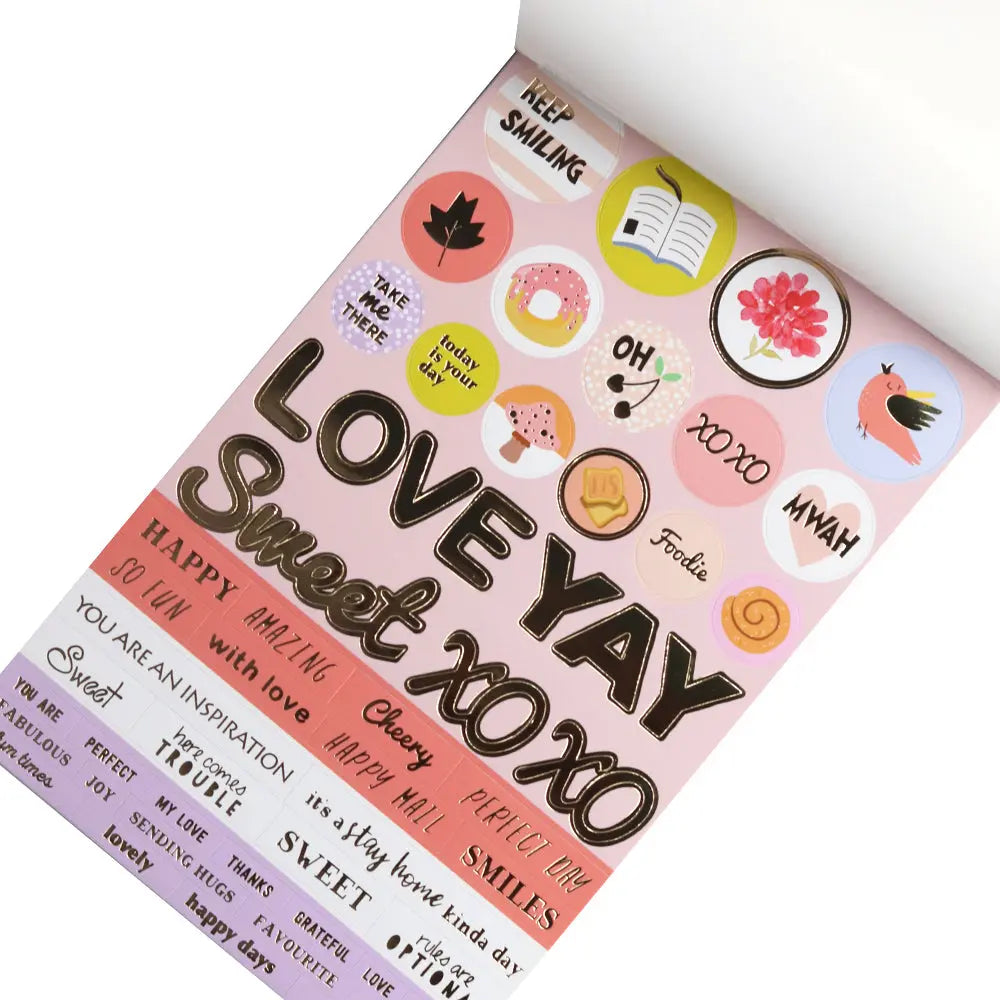 KEEP
SMILING
TAKE
me
THERE
today
is your
day
OH
XOXO
MWAH
Foodie
LOVE YAY
Sweet XOXO
HAPPY
AMAZING
Cheery
PERFECT DAY
SO FUN
with love
HAPPY MAIL
SMILES
YOU ARE AN INSPIRATION
it's a stay home kinda day
Sweet
here comes
TROUBLE
SWEET
rules are
YOU ARE
PERFECT
MY LOVE
THANKS
GRATEFUL
LOVE
FABULOUS
JOY
SENDING HUGS
FAVOURITE
times
lovely
happy days